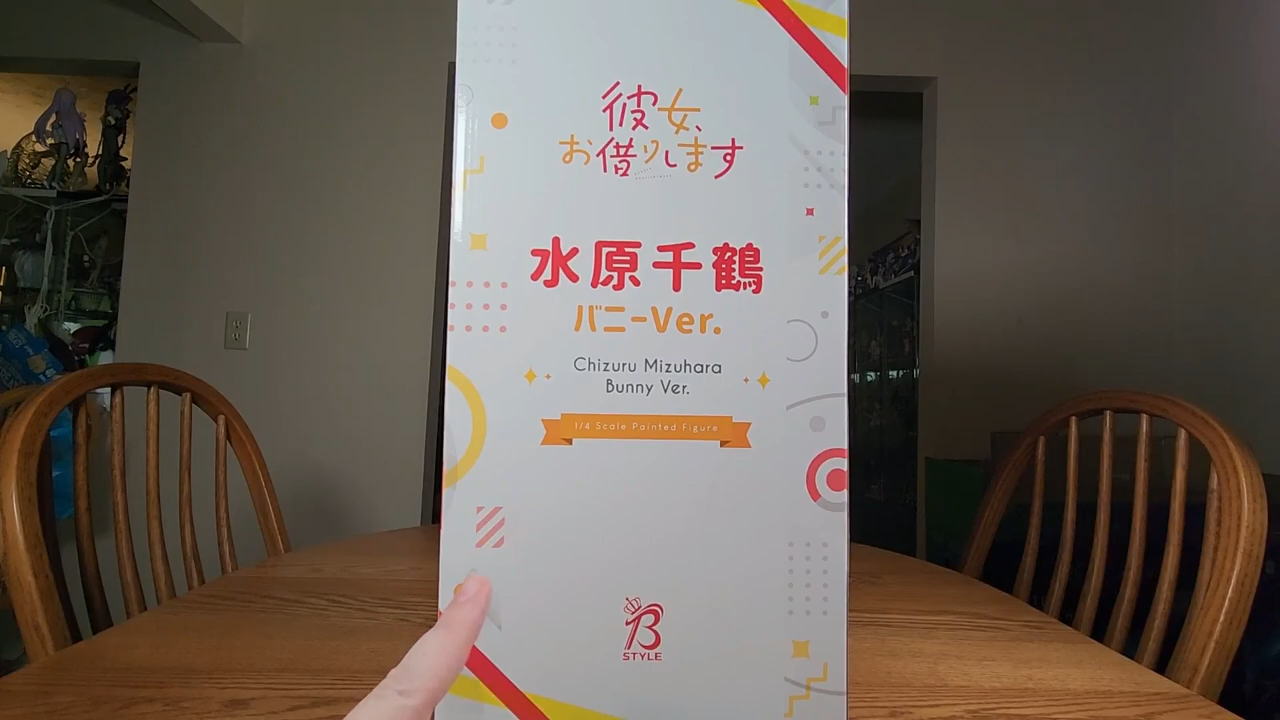 彼女、
お借りします
水原千鶴
バニーVer.
Chizuru Mizuhara
Bunny Ver.
1/4 Scale Painted Figure
B
STYLE